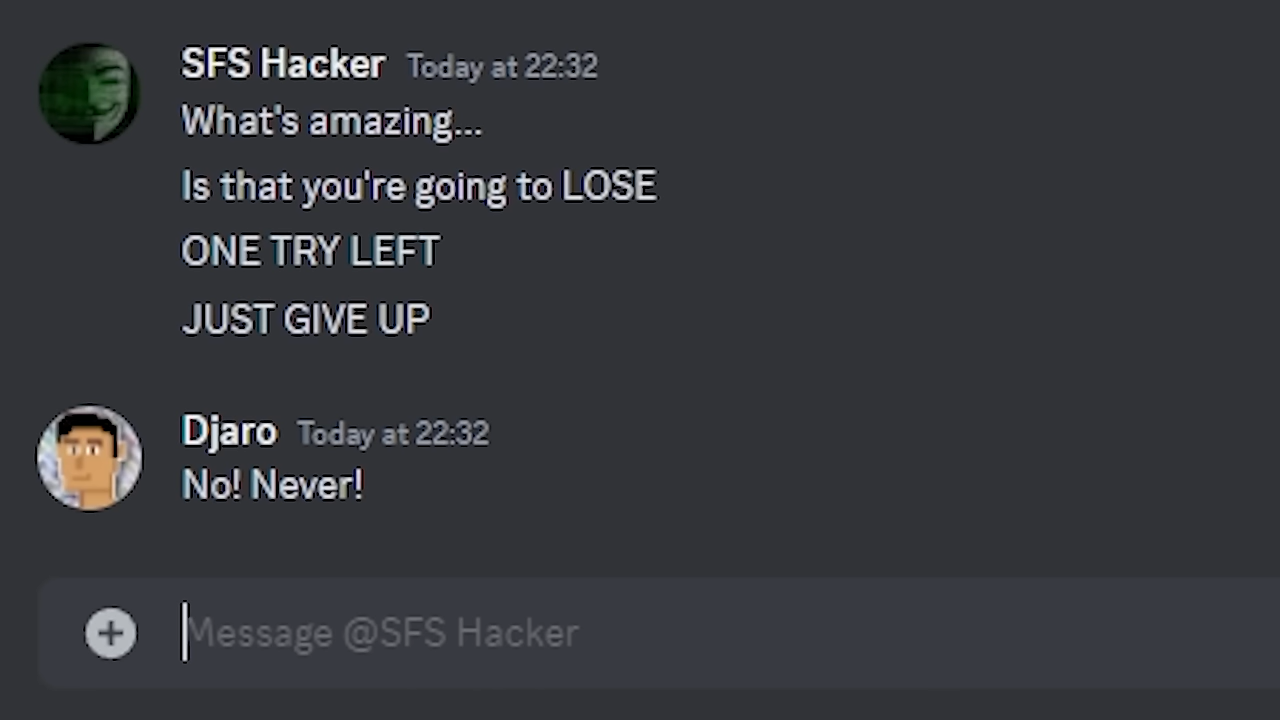 SFS Hacker Today at 22:32
What's amazing...
Is that you're going to LOSE
ONE TRY LEFT
JUST GIVE UP
Djaro Today at 22:32
No! Never!
Message @SFS Hacker